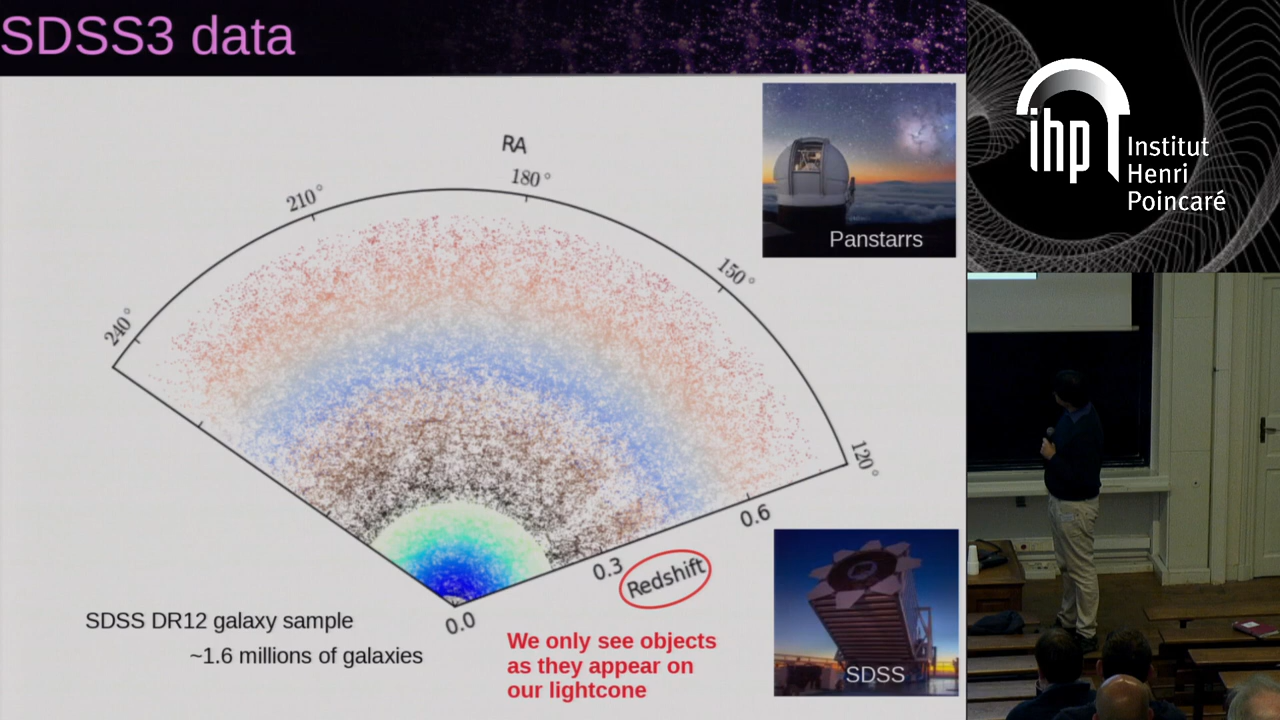 SDSS3 data
RA
180°
210°
150°
240°
120°
0.6
0.3
Redshift
0.0
Panstarrs
SDSS DR12 galaxy sample
~1.6 millions of galaxies
We only see objects
as they appear on
our lightcone
SDSS
ihp
Institut
Henri
Poincaré